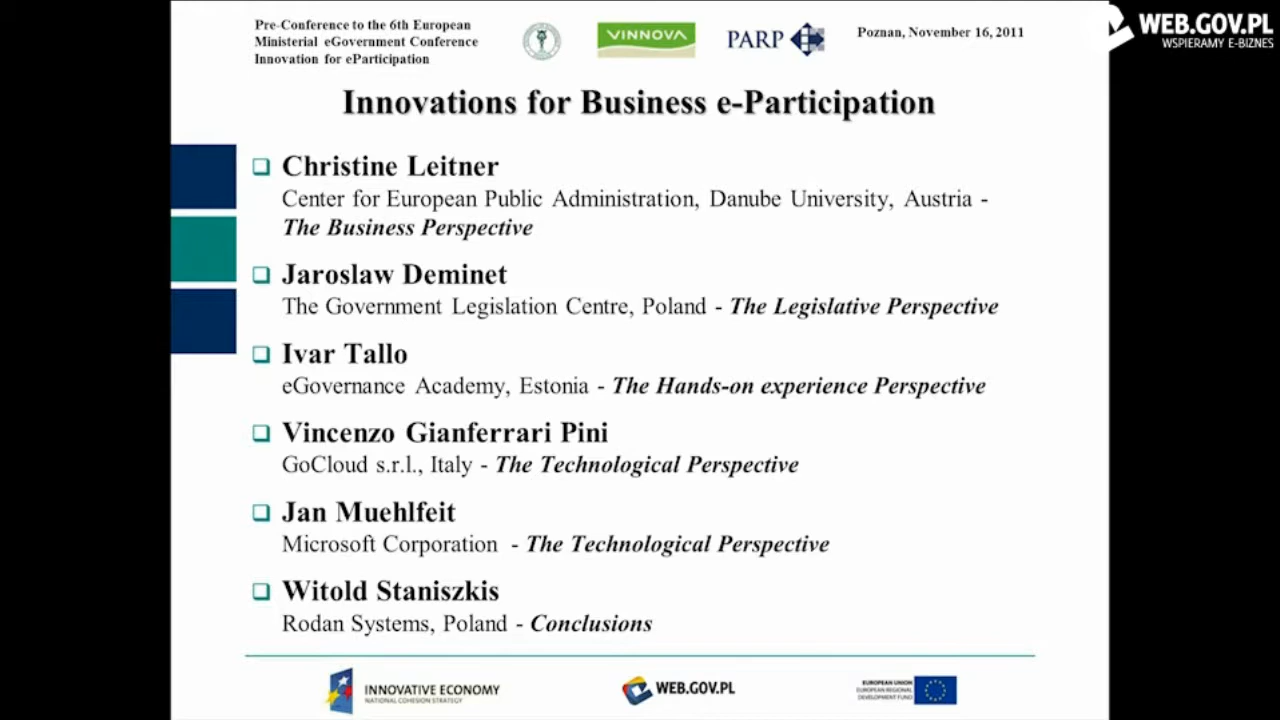 Pre-Conference to the 6th European
Ministerial eGovernment Conference
Innovation for eParticipation
VINNOVA
PARP
Poznan, November 16, 2011
WEB.GOV.PL
WSPIERAMY E-BIZNES
Innovations for Business e-Participation
Christine Leitner
Center for European Public Administration, Danube University, Austria -
The Business Perspective
Jaroslaw Deminet
The Government Legislation Centre, Poland - The Legislative Perspective
Ivar Tallo
eGovernance Academy, Estonia - The Hands-on experience Perspective
Vincenzo Gianferrari Pini
GoCloud s.r.l., Italy - The Technological Perspective
Jan Muehlfeit
Microsoft Corporation - The Technological Perspective
Witold Staniszkis
Rodan Systems, Poland - Conclusions
INNOVATIVE ECONOMY
NATIONAL COHESION STRATEGY
WEB.GOV.PL
EUROPEAN UNION
EUROPEAN REGIONAL
DEVELOPMENT FUND